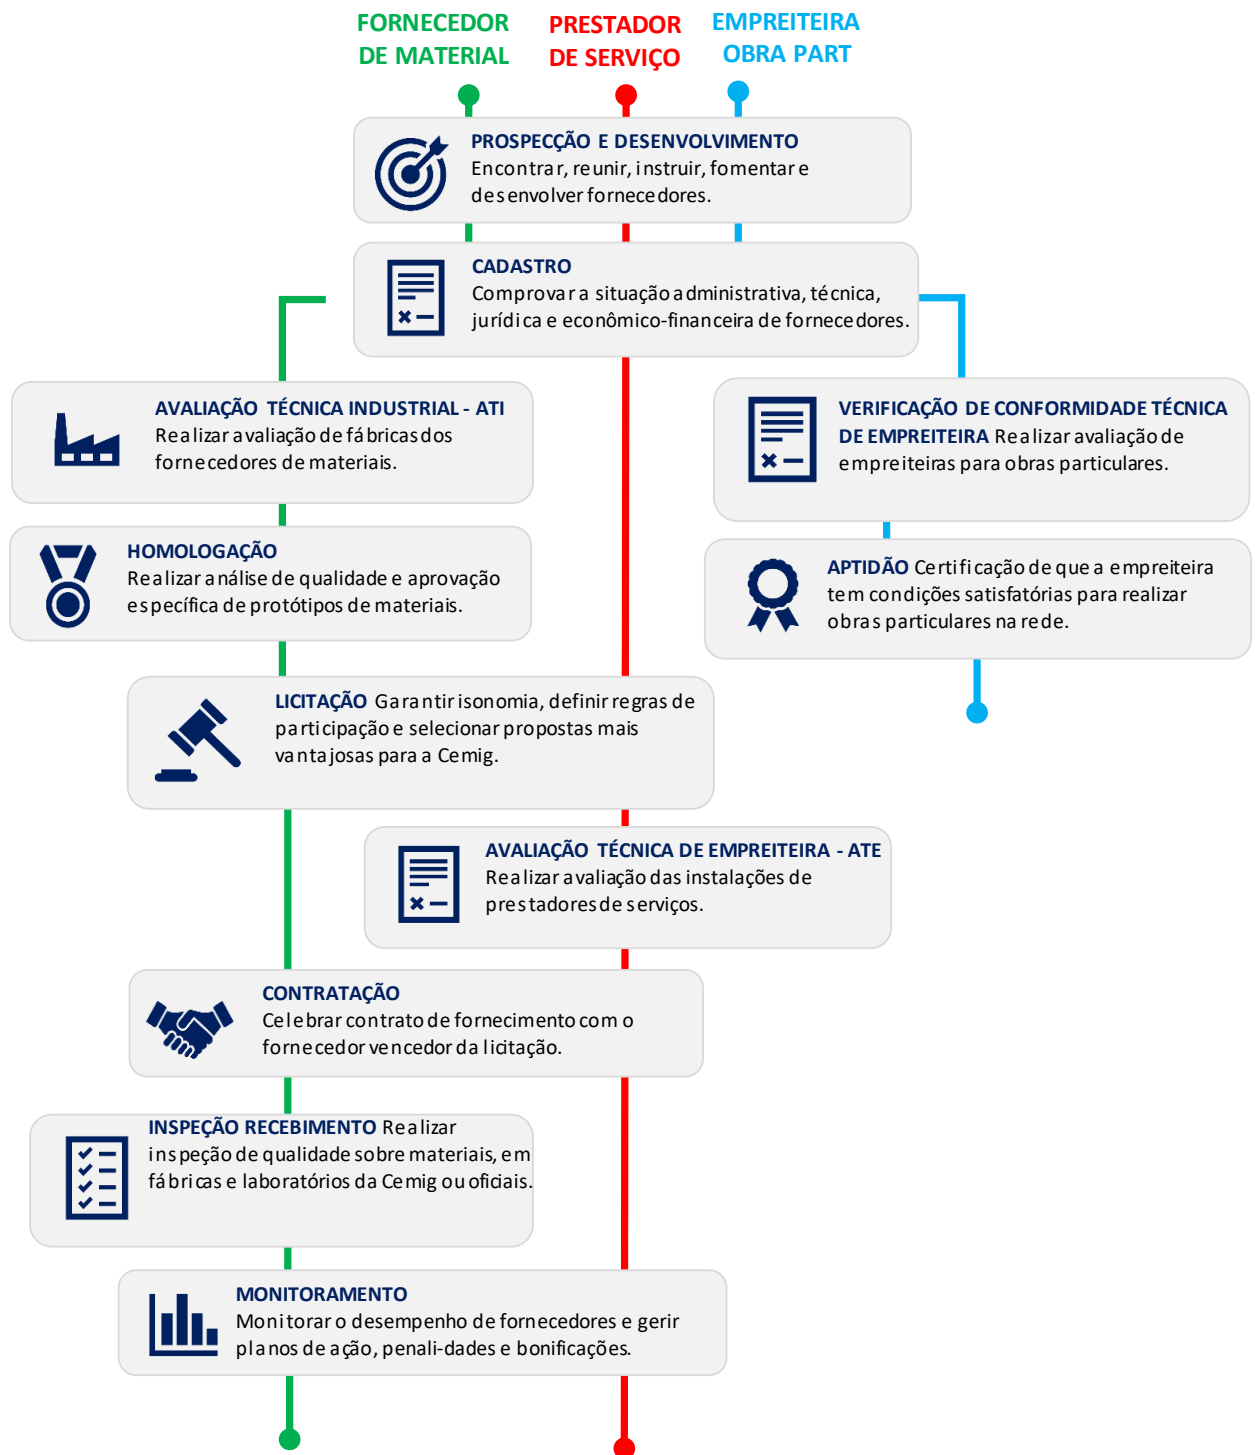 FORNECEDOR
DE MATERIAL
PRESTADOR
DE SERVIÇO
EMPREITEIRA
OBRA PART
PROSPECÇÃO E DESENVOLVIMENTO
Encontrar, reunir, instruir, fomentar e
desenvolver fornecedores.
CADASTRO
Comprovar a situação administrativa, técnica,
jurídica e econômico-financeira de fornecedores.
AVALIAÇÃO TÉCNICA INDUSTRIAL - ATI
Realizar avaliação de fábricas dos
fornecedores de materiais.
VERIFICAÇÃO DE CONFORMIDADE TÉCNICA
DE EMPREITEIRA Realizar avaliação de
empreiteiras para obras particulares.
HOMOLOGAÇÃO
Realizar análise de qualidade e aprovação
específica de protótipos de materiais.
APTIDÃO Certificação de que a empreiteira
tem condições satisfatórias para realizar
obras particulares na rede.
LICITAÇÃO Garantir isonomia, definir regras de
participação e selecionar propostas mais
vantajosas para a Cemig.
AVALIAÇÃO TÉCNICA DE EMPREITEIRA - ATE
Realizar avaliação das instalações de
prestadores de serviços.
CONTRATAÇÃO
Celebrar contrato de fornecimento com o
fornecedor vencedor da licitação.
INSPEÇÃO RECEBIMENTO Realizar
inspeção de qualidade sobre materiais, em
fábricas e laboratórios da Cemig ou oficiais.
MONITORAMENTO
Monitorar o desempenho de fornecedores e gerir
planos de ação, penali-dades e bonificações.